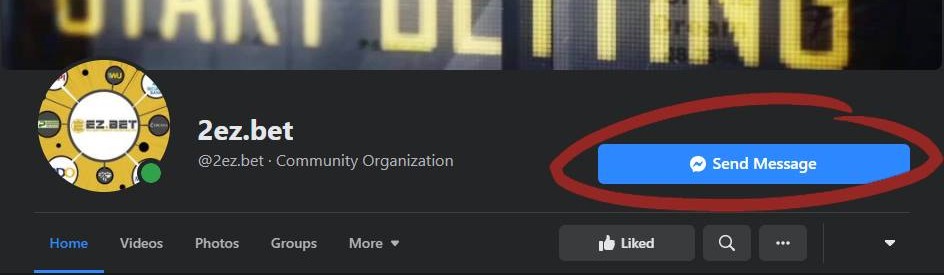 START BETTING
EZ.BET
2ez.bet
@2ez.bet · Community Organization
Send Message
Home
Videos
Photos
Groups
More
Liked